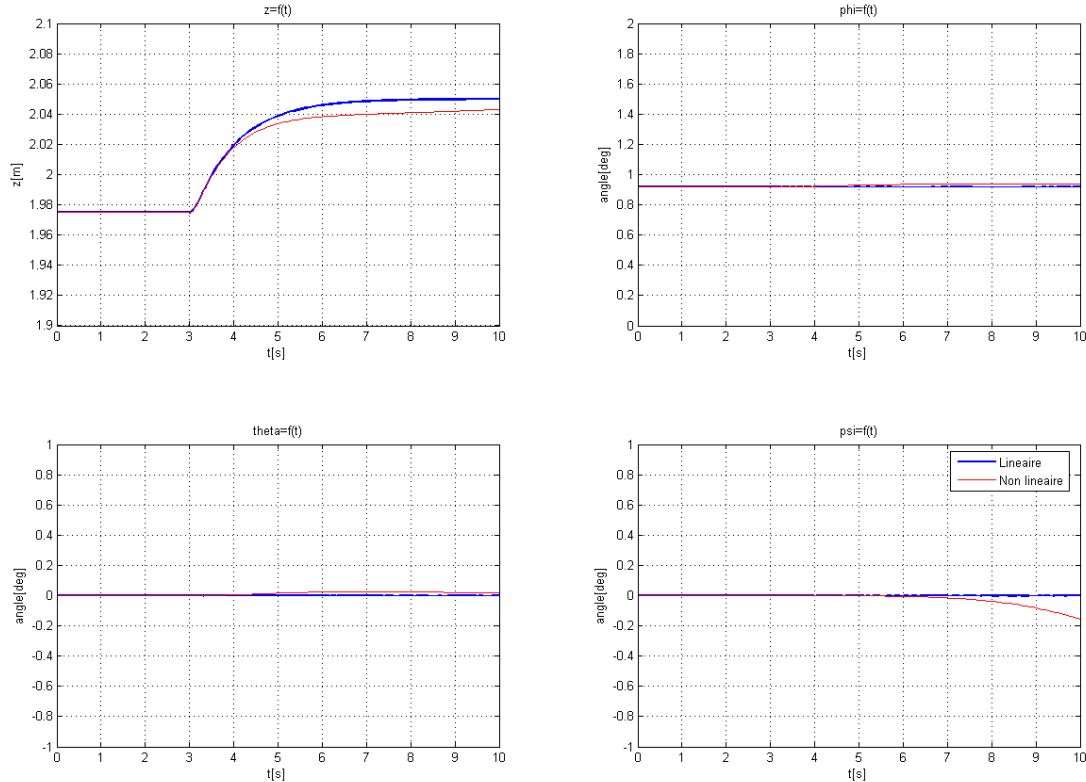 z=f(t)
2.1
2.08
2.06
2.04
2.02
2
1.98
1.96
1.94
1.92
1.9
z[m]
0 1 2 3 4 5 6 7 8 9 10
t[s]
phi=f(t)
2
1.8
1.6
1.4
1.2
1
0.8
0.6
0.4
0.2
0
angle[deg]
0 1 2 3 4 5 6 7 8 9 10
t[s]
theta=f(t)
1
0.8
0.6
0.4
0.2
0
-0.2
-0.4
-0.6
-0.8
-1
angle[deg]
0 1 2 3 4 5 6 7 8 9 10
t[s]
psi=f(t)
1
0.8
0.6
0.4
0.2
0
-0.2
-0.4
-0.6
-0.8
-1
angle[deg]
Lineaire
Non lineaire
0 1 2 3 4 5 6 7 8 9 10
t[s]